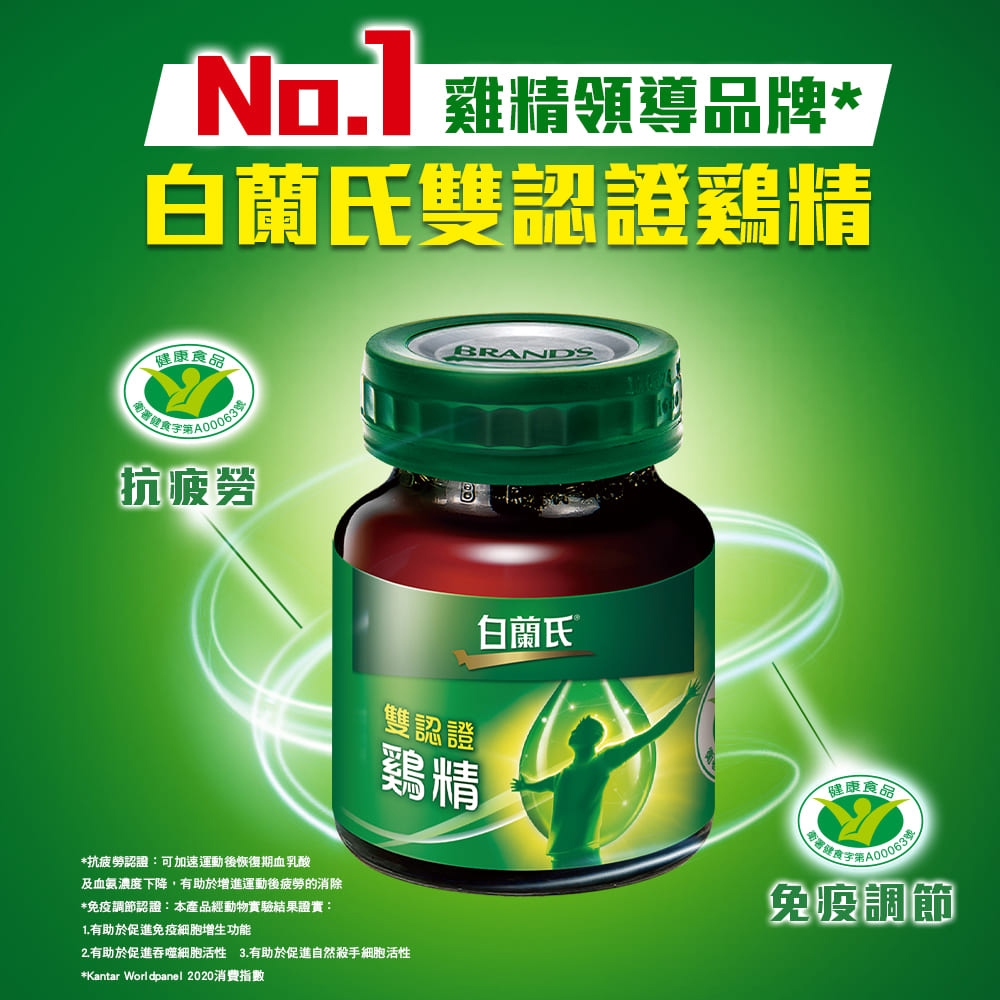 No.1 雞精領導品牌*
白蘭氏雙認證鷄精
健康食品
衛署健食字第A00063號
抗疲勞
BRAND'S
白蘭氏®
雙認證
鷄精
健康食品
衛署健食字第A00063號
免疫調節
*抗疲勞認證：可加速運動後恢復期血乳酸
及血氨濃度下降，有助於增進運動後疲勞的消除
*免疫調節認證：本產品經動物實驗結果證實：
1.有助於促進免疫細胞增生功能
2.有助於促進吞噬細胞活性 3.有助於促進自然殺手細胞活性
*Kantar Worldpanel 2020消費指數